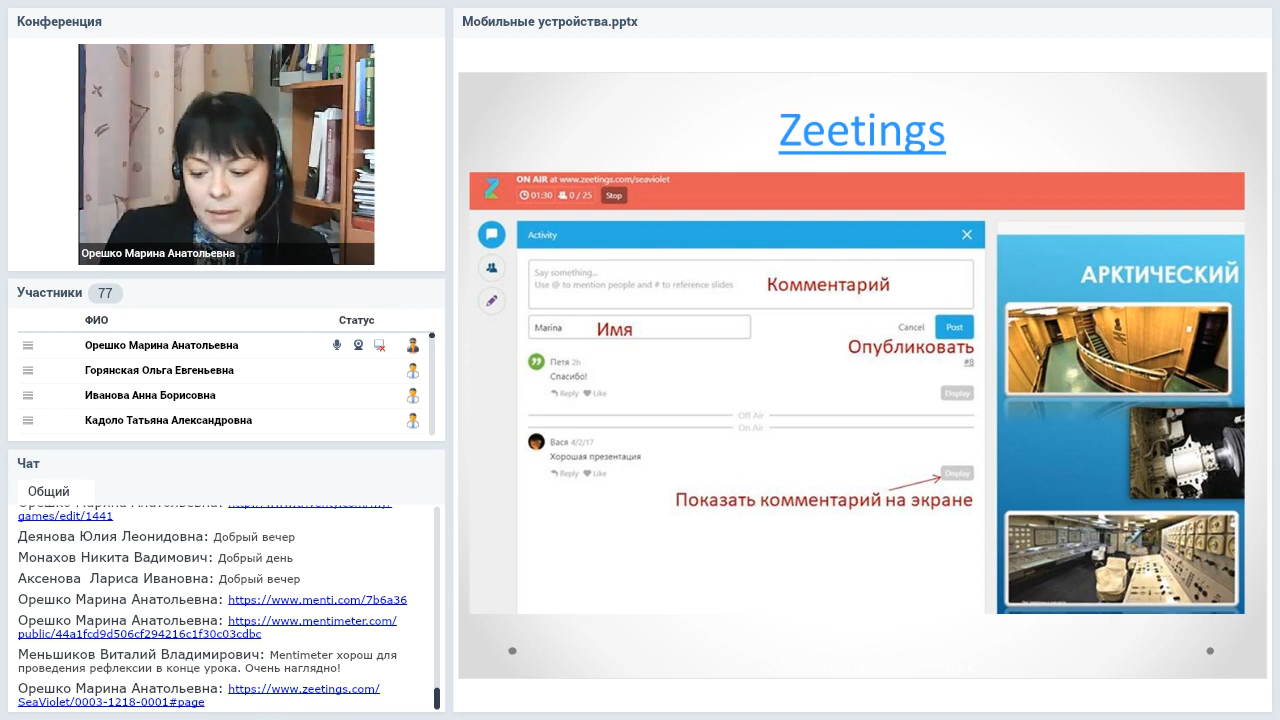 Конференция
Орешко Марина Анатольевна
Участники 77
ФИО Статус
Орешко Марина Анатольевна
Горянская Ольга Евгеньевна
Иванова Анна Борисовна
Кадоло Татьяна Александровна
Чат
Общий
Орешко Марина Анатольевна:
games/edit/1441
Деянова Юлия Леонидовна: Добрый вечер
Монахов Никита Вадимович: Добрый день
Аксенова Лариса Ивановна: Добрый вечер
Орешко Марина Анатольевна: https://www.menti.com/7b6a36
Орешко Марина Анатольевна: https://www.mentimeter.com/
public/44a1fcd9d506cf294216c1f30c03cdbc
Меньшиков Виталий Владимирович: Mentimeter хорош для
проведения рефлексии в конце урока. Очень наглядно!
Орешко Марина Анатольевна: https://www.zeetings.com/
SeaViolet/0003-1218-0001#page
Мобильные устройства.pptx
Zeetings
ON AIR at www.zeetings.com/seaviolet
01:30 0 / 25 Stop
Activity
Say something...
Use @ to mention people and # to reference slides
Комментарий
Marina Имя
Cancel Post
Опубликовать
Петя 2h #8
Спасибо!
Reply Like Display
Off Air
On Air
Вася 4/2/17
Хорошая презентация
Reply Like Display
Показать комментарий на экране
АРКТИЧЕСКИЙ